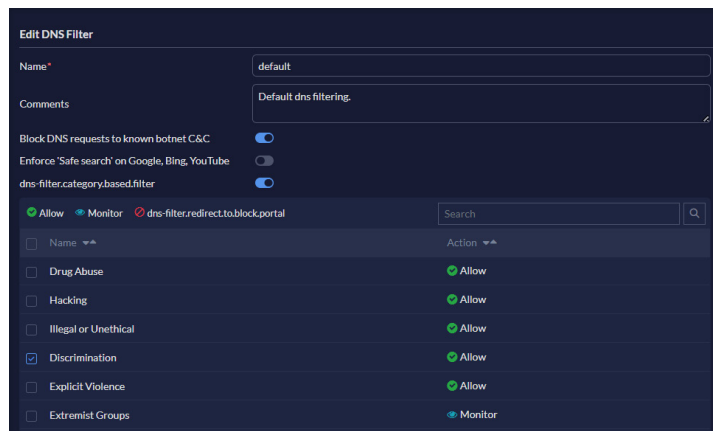 Edit DNS Filter
Name* default
Comments Default dns filtering.
Block DNS requests to known botnet C&C
Enforce 'Safe search' on Google, Bing, YouTube
dns-filter.category.based.filter
Allow Monitor dns-filter.redirect.to.block.portal Search
Name Action
Drug Abuse Allow
Hacking Allow
Illegal or Unethical Allow
Discrimination Allow
Explicit Violence Allow
Extremist Groups Monitor